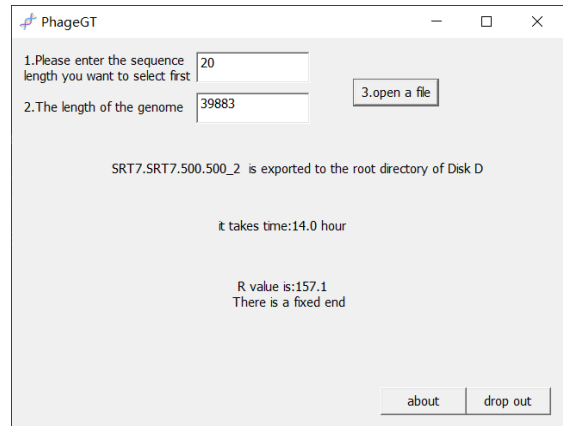 PhageGT
1.Please enter the sequence
length you want to select first
20
3.open a file
2.The length of the genome
39883
SRT7.SRT7.500.500_2 is exported to the root directory of Disk D
it takes time:14.0 hour
R value is:157.1
There is a fixed end
about
drop out